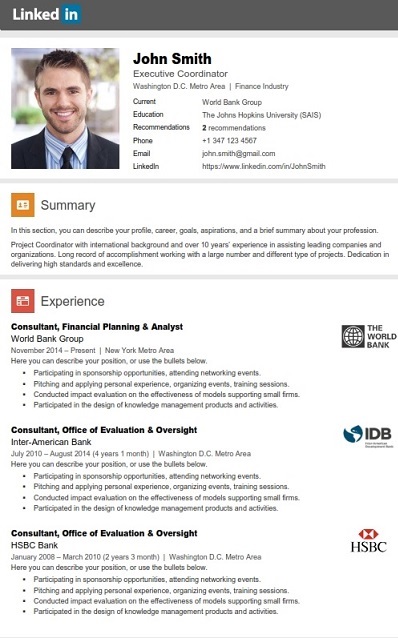 Linked in
John Smith
Executive Coordinator
Washington D.C. Metro Area | Finance Industry
Current World Bank Group
Education The Johns Hopkins University (SAIS)
Recommendations 2 recommendations
Phone +1 347 123 4567
Email john.smith@gmail.com
LinkedIn https://www.linkedin.com/in/JohnSmith
Summary
In this section, you can describe your profile, career, goals, aspirations, and a brief summary about your profession.
Project Coordinator with international background and over 10 years' experience in assisting leading companies and
organizations. Long record of accomplishment working with a large number and different type of projects. Dedication in
delivering high standards and excellence.
Experience
Consultant, Financial Planning & Analyst
World Bank Group
November 2014 – Present | New York Metro Area
Here you can describe your position, or use the bullets below.
• Participating in sponsorship opportunities, attending networking events.
• Pitching and applying personal experience, organizing events, training sessions.
• Conducted impact evaluation on the effectiveness of models supporting small firms.
• Participated in the design of knowledge management products and activities.
THE
WORLD
BANK
Consultant, Office of Evaluation & Oversight
Inter-American Bank
July 2010 – August 2014 (4 years 1 month) | Washington D.C. Metro Area
Here you can describe your position, or use the bullets below.
• Participating in sponsorship opportunities, attending networking events.
• Pitching and applying personal experience, organizing events, training sessions.
• Conducted impact evaluation on the effectiveness of models supporting small firms.
• Participated in the design of knowledge management products and activities.
IDB
Consultant, Office of Evaluation & Oversight
HSBC Bank
January 2008 – March 2010 (2 years 3 month) | Washington D.C. Metro Area
Here you can describe your position, or use the bullets below.
• Participating in sponsorship opportunities, attending networking events.
• Pitching and applying personal experience, organizing events, training sessions.
• Conducted impact evaluation on the effectiveness of models supporting small firms.
• Participated in the design of knowledge management products and activities.
HSBC